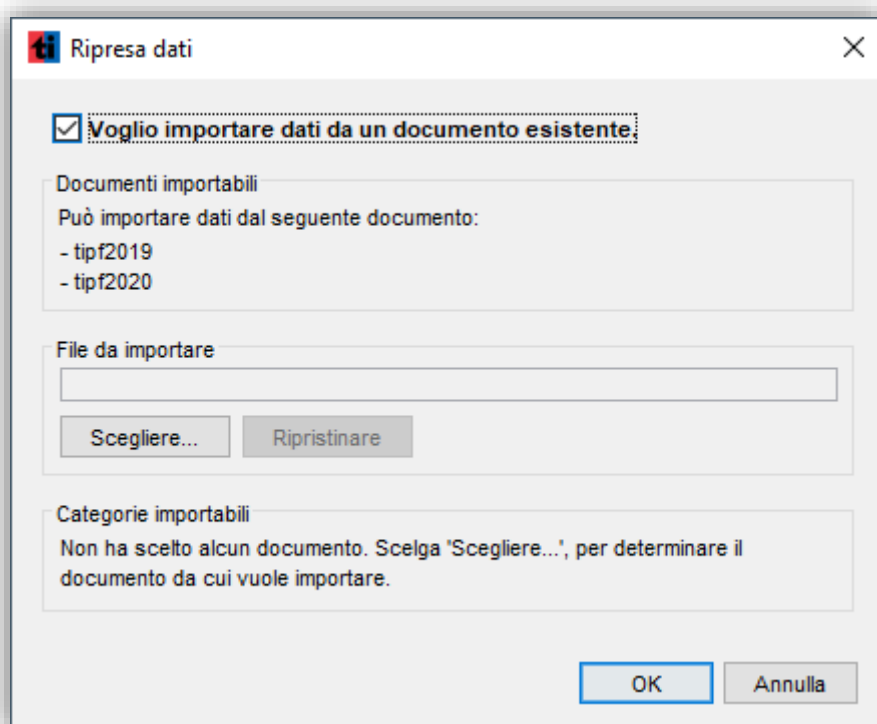 ti Ripresa dati
Voglio importare dati da un documento esistente.
Documenti importabili
Può importare dati dal seguente documento:
- tipf2019
- tipf2020
File da importare
Scegliere...
Ripristinare
Categorie importabili
Non ha scelto alcun documento. Scelga 'Scegliere...', per determinare il
documento da cui vuole importare.
OK
Annulla